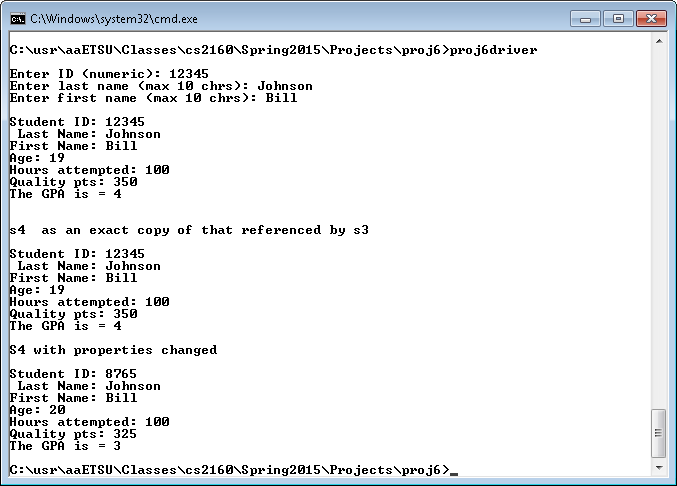 C:\Windows\system32\cmd.exe
C:\usr\aaETSU\Classes\cs2160\Spring2015\Projects\proj6>proj6driver
Enter ID (numeric): 12345
Enter last name (max 10 chrs): Johnson
Enter first name (max 10 chrs): Bill
Student ID: 12345
 Last Name: Johnson
First Name: Bill
Age: 19
Hours attempted: 100
Quality pts: 350
The GPA is = 4
s4  as an exact copy of that referenced by s3
Student ID: 12345
 Last Name: Johnson
First Name: Bill
Age: 19
Hours attempted: 100
Quality pts: 350
The GPA is = 4
S4 with properties changed
Student ID: 8765
 Last Name: Johnson
First Name: Bill
Age: 20
Hours attempted: 100
Quality pts: 325
The GPA is = 3
C:\usr\aaETSU\Classes\cs2160\Spring2015\Projects\proj6>_